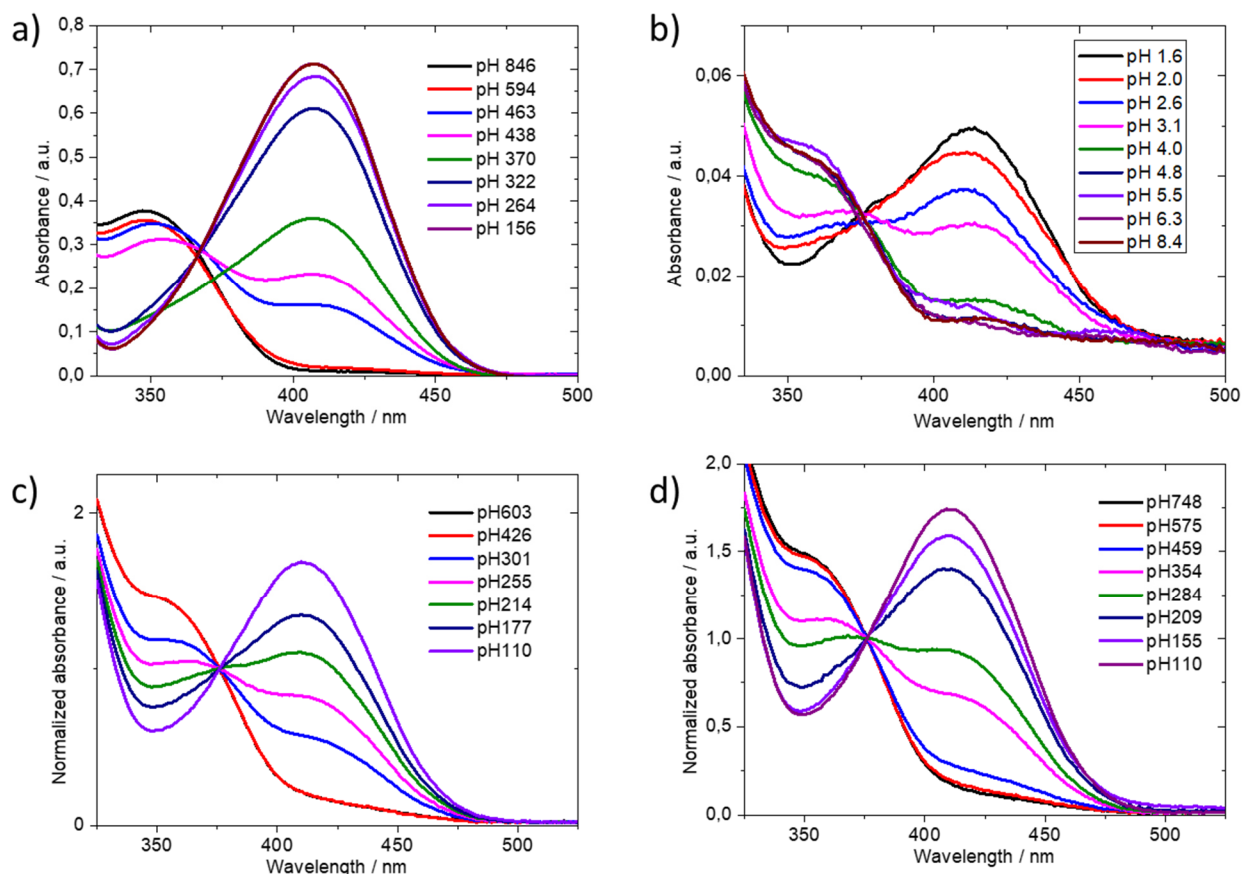 a)
0,8
0,7
0,6
0,5
0,4
0,3
0,2
0,1
0,0
Absorbance / a.u.
350
400
450
500
Wavelength / nm
pH 846
pH 594
pH 463
pH 438
pH 370
pH 322
pH 264
pH 156
b)
0,06
0,04
0,02
0,00
Absorbance / a.u.
350
400
450
500
Wavelength / nm
pH 1.6
pH 2.0
pH 2.6
pH 3.1
pH 4.0
pH 4.8
pH 5.5
pH 6.3
pH 8.4
c)
2
0
Normalized absorbance / a.u.
350
400
450
500
Wavelength / nm
pH603
pH426
pH301
pH255
pH214
pH177
pH110
d)
2,0
1,5
1,0
0,5
0,0
Normalized absorbance / a.u.
350
400
450
500
Wavelength / nm
pH748
pH575
pH459
pH354
pH284
pH209
pH155
pH110